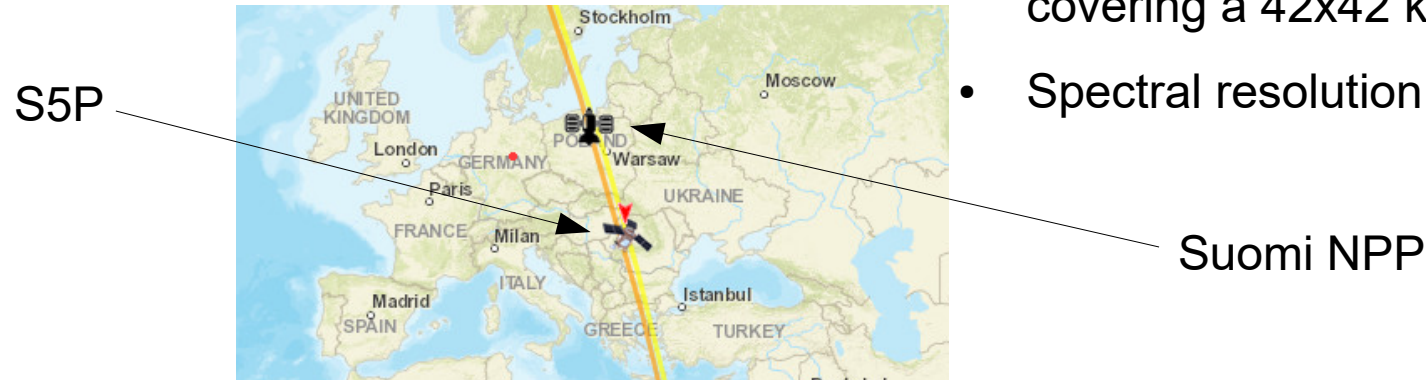 covering a 42x42 k
Stockholm
• Spectral resolution
Moscow
S5P
UNITED
KINGDOM
London
GERMANY
POLAND
Warsaw
Paris
UKRAINE
FRANCE
Milan
Suomi NPP
ITALY
Istanbul
Madrid
SPAIN
GREECE
TURKEY